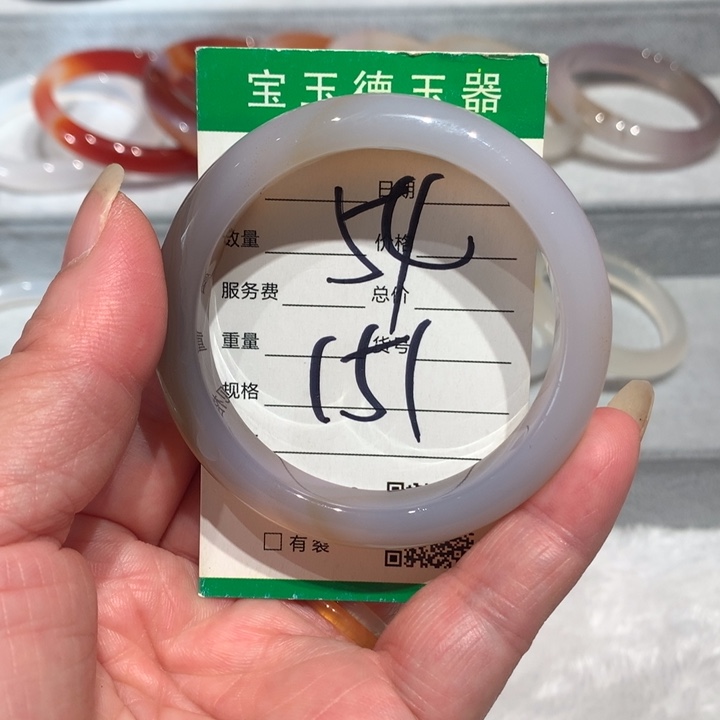 宝玉德玉器
日期
数量 价格
54
服务费 总价
重量 货号
151
规格
有装